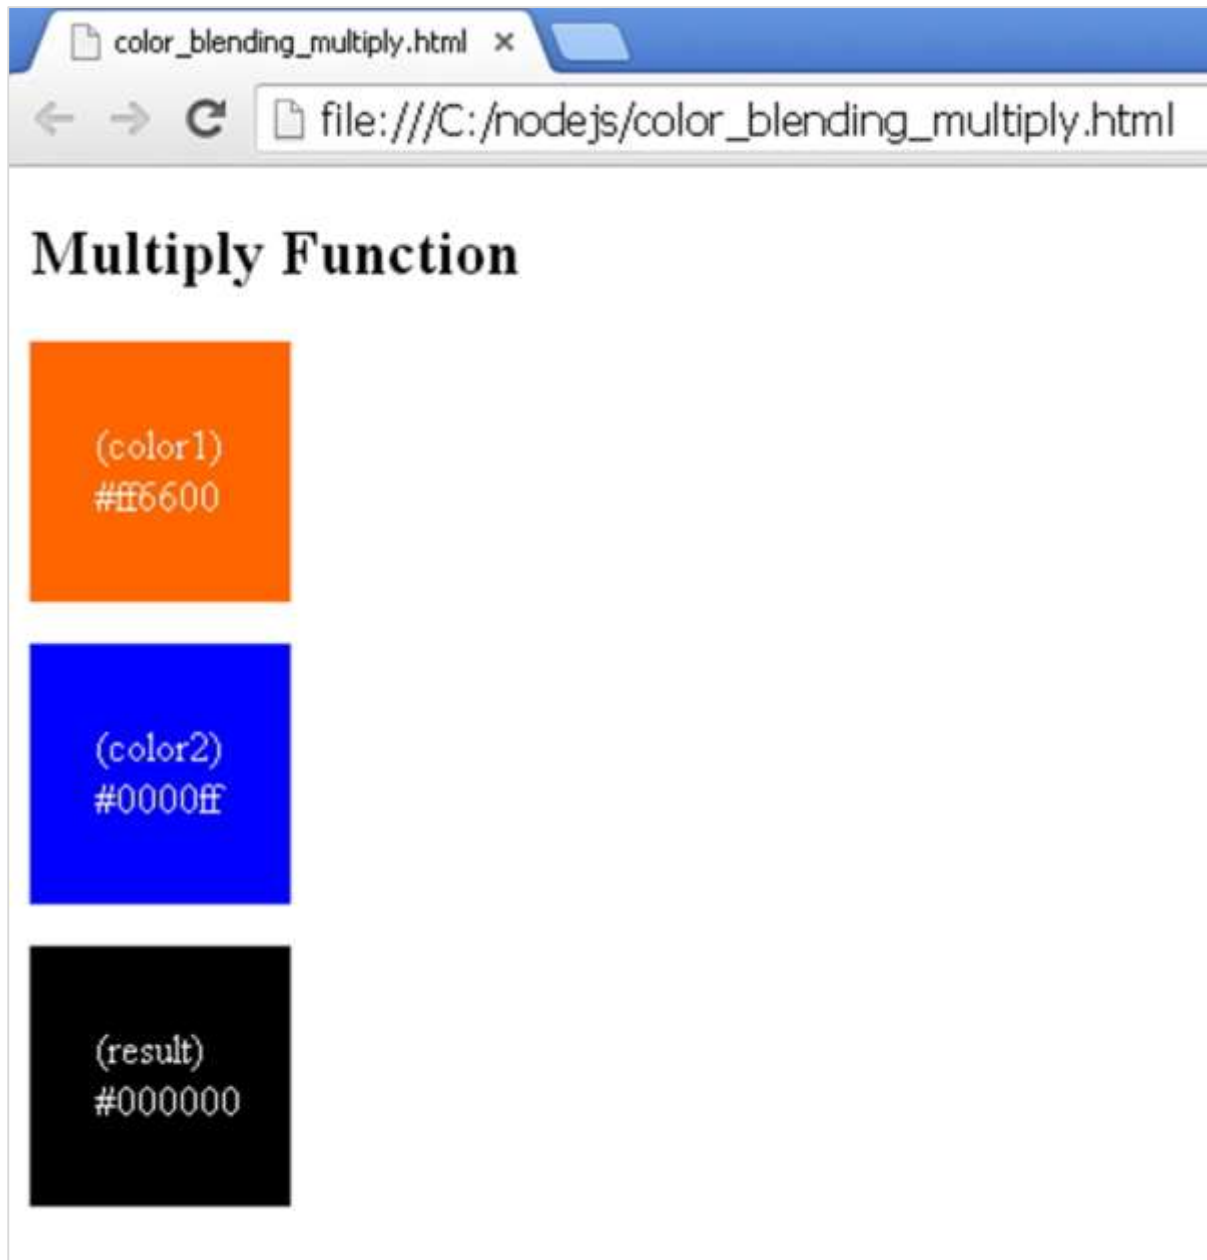 color_blending_multiply.html
file:///C:/nodejs/color_blending_multiply.html
Multiply Function
(color1)
#ff6600
(color2)
#0000ff
(result)
#000000